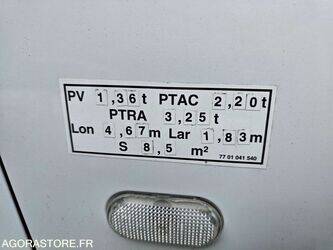 PV 1,36t PTAC 2,20t
PTRA 3,25t
Lon 4,67m Lar 1,83m
S 8,5 m²
77 01 041 540
AGORASTORE.FR